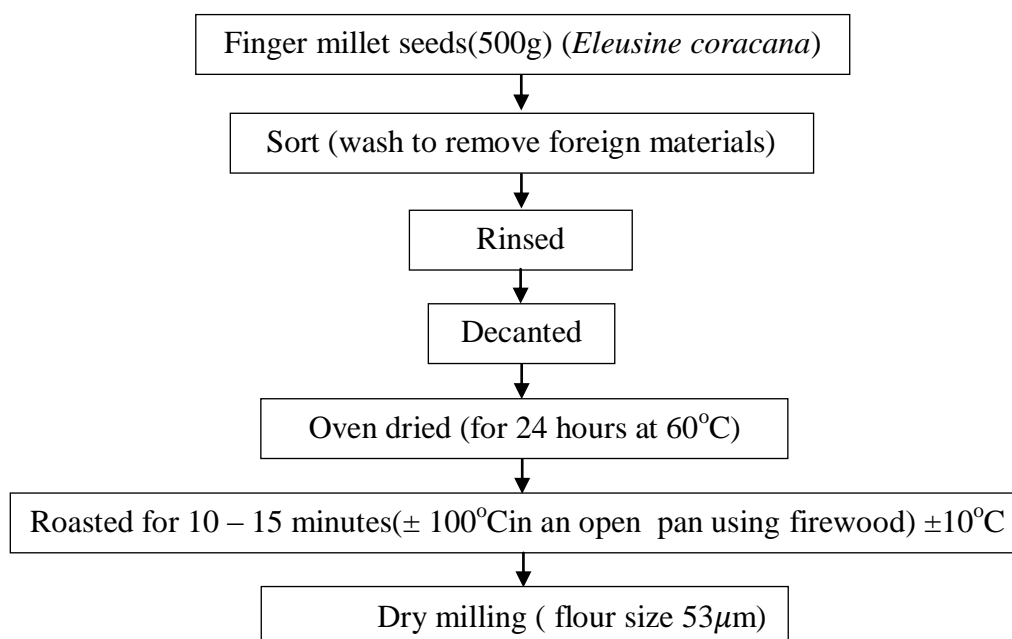 Finger millet seeds(500g) (Eleusine coracana)
Sort (wash to remove foreign materials)
Rinsed
Decanted
Oven dried (for 24 hours at 60°C)
Roasted for 10 – 15 minutes(± 100°Cin an open pan using firewood) ±10°C
Dry milling ( flour size 53μm)